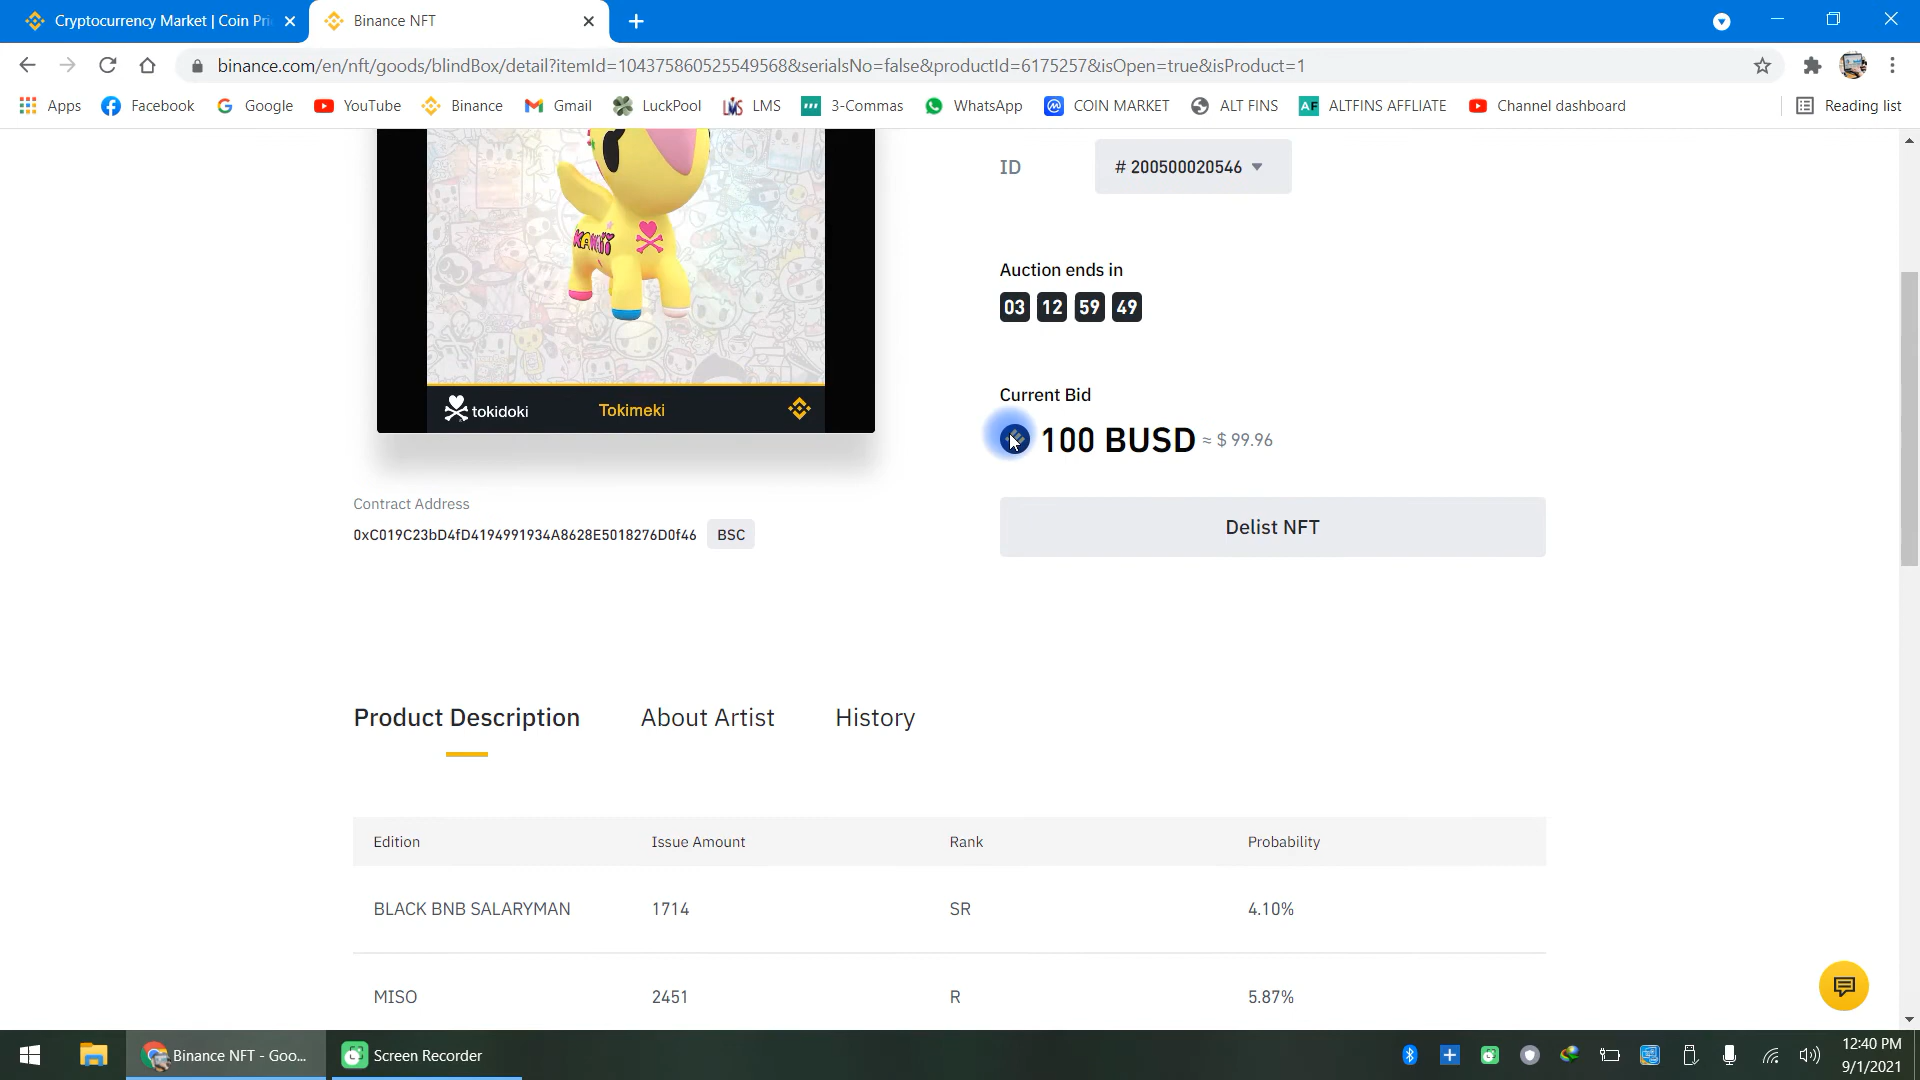 Cryptocurrency Market | Coin Pri
Binance NFT
binance.com/en/nft/goods/blindBox/detail?itemId=104375860525549568&serialsNo=false&productId=6175257&isOpen=true&isProduct=1
Apps
Facebook
Google
YouTube
Binance
Gmail
LuckPool
LMS
3-Commas
WhatsApp
COIN MARKET
ALT FINS
ALTFINS AFFLIATE
Channel dashboard
Reading list
ID
# 200500020546
KAWAII
Auction ends in
03 12 59 49
tokidoki
Tokimeki
Current Bid
100 BUSD ≈ $ 99.96
Contract Address
0xC019C23bD4fD4194991934A8628E5018276D0f46 BSC
Delist NFT
Product Description
About Artist
History
Edition Issue Amount Rank Probability
BLACK BNB SALARYMAN 1714 SR 4.10%
MISO 2451 R 5.87%
Binance NFT - Goo...
Screen Recorder
12:40 PM
9/1/2021